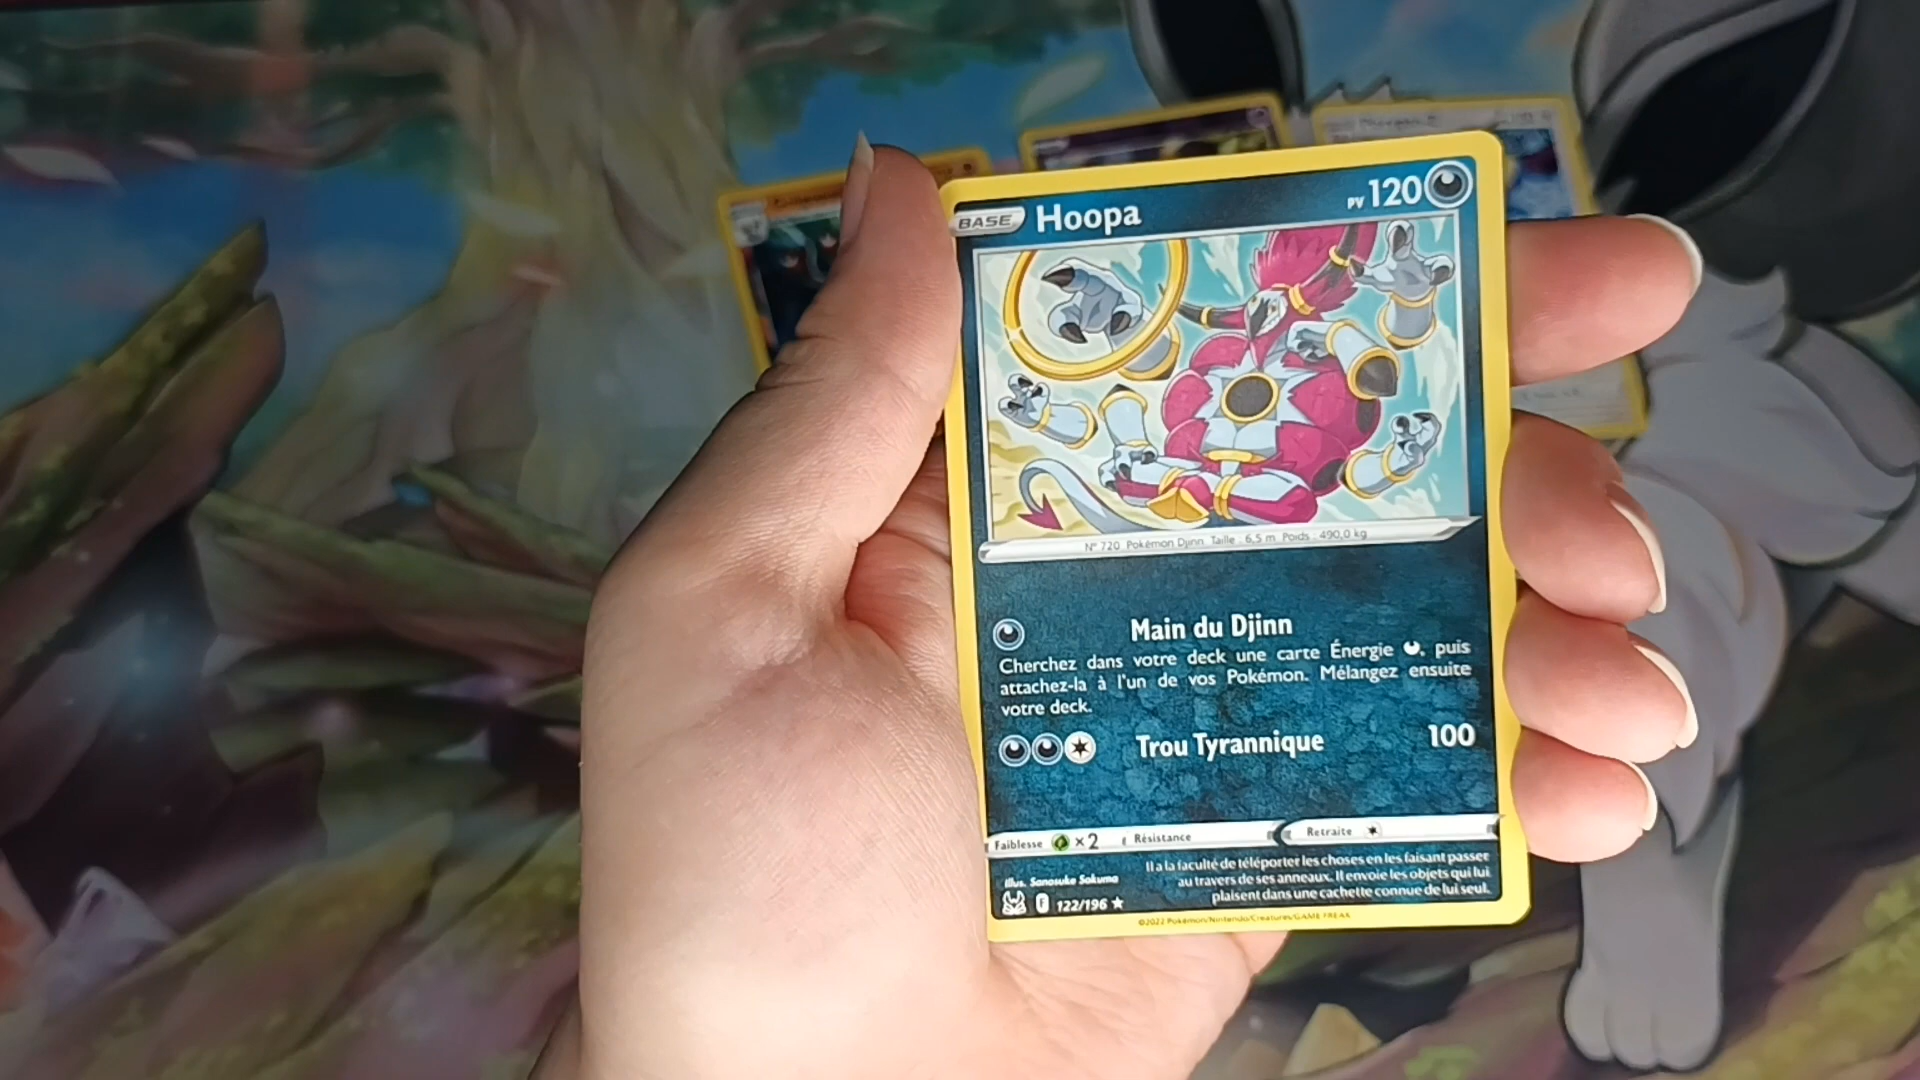 BASE Hoopa PV 120
N° 720 Pokémon Djinn Taille : 6,5 m Poids : 490,0 kg
Main du Djinn
Cherchez dans votre deck une carte Énergie , puis
attachez-la à l'un de vos Pokémon. Mélangez ensuite
votre deck.
Trou Tyrannique 100
Faiblesse ×2 Résistance Retraite
Illus. Sanosuke Sakuma
Il a la faculté de téléporter les choses en les faisant passer
au travers de ses anneaux. Il envoie les objets qui lui
plaisent dans une cachette connue de lui seul.
F 122/196 ★
©2022 Pokémon/Nintendo/Creatures/GAME FREAK